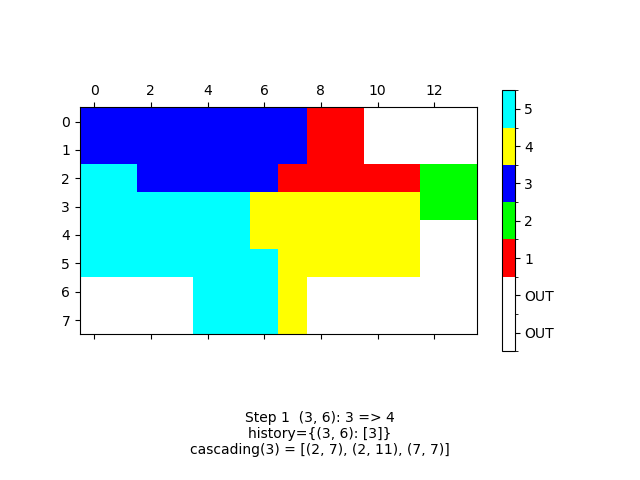 0 2 4 6 8 10 12
0
1
2
3
4
5
6
7
5
4
3
2
1
OUT
OUT
Step 1  (3, 6): 3 => 4
history={(3, 6): [3]}
cascading(3) = [(2, 7), (2, 11), (7, 7)]